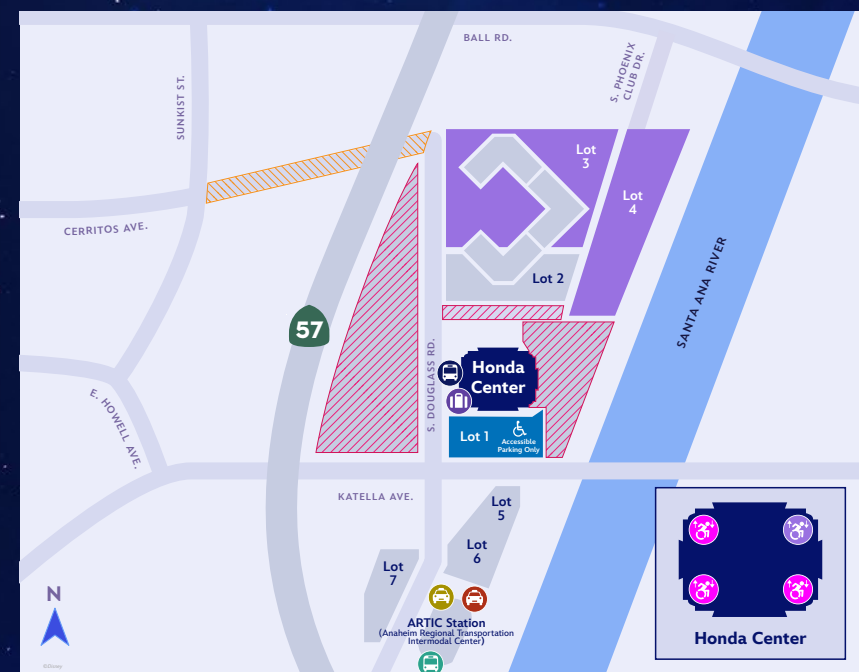 BALL RD.
S. PHOENIX
CLUB DR.
SUNKIST ST.
Lot
3
Lot
4
CERRITOS AVE.
SANTA ANA RIVER
Lot 2
57
S. DOUGLASS RD.
Honda
Center
E. HOWELL AVE.
Lot 1
Accessible
Parking Only
KATELLA AVE.
Lot
5
Lot
6
Lot
7
N
ARTIC Station
(Anaheim Regional Transportation
Intermodal Center)
Honda Center
©Disney